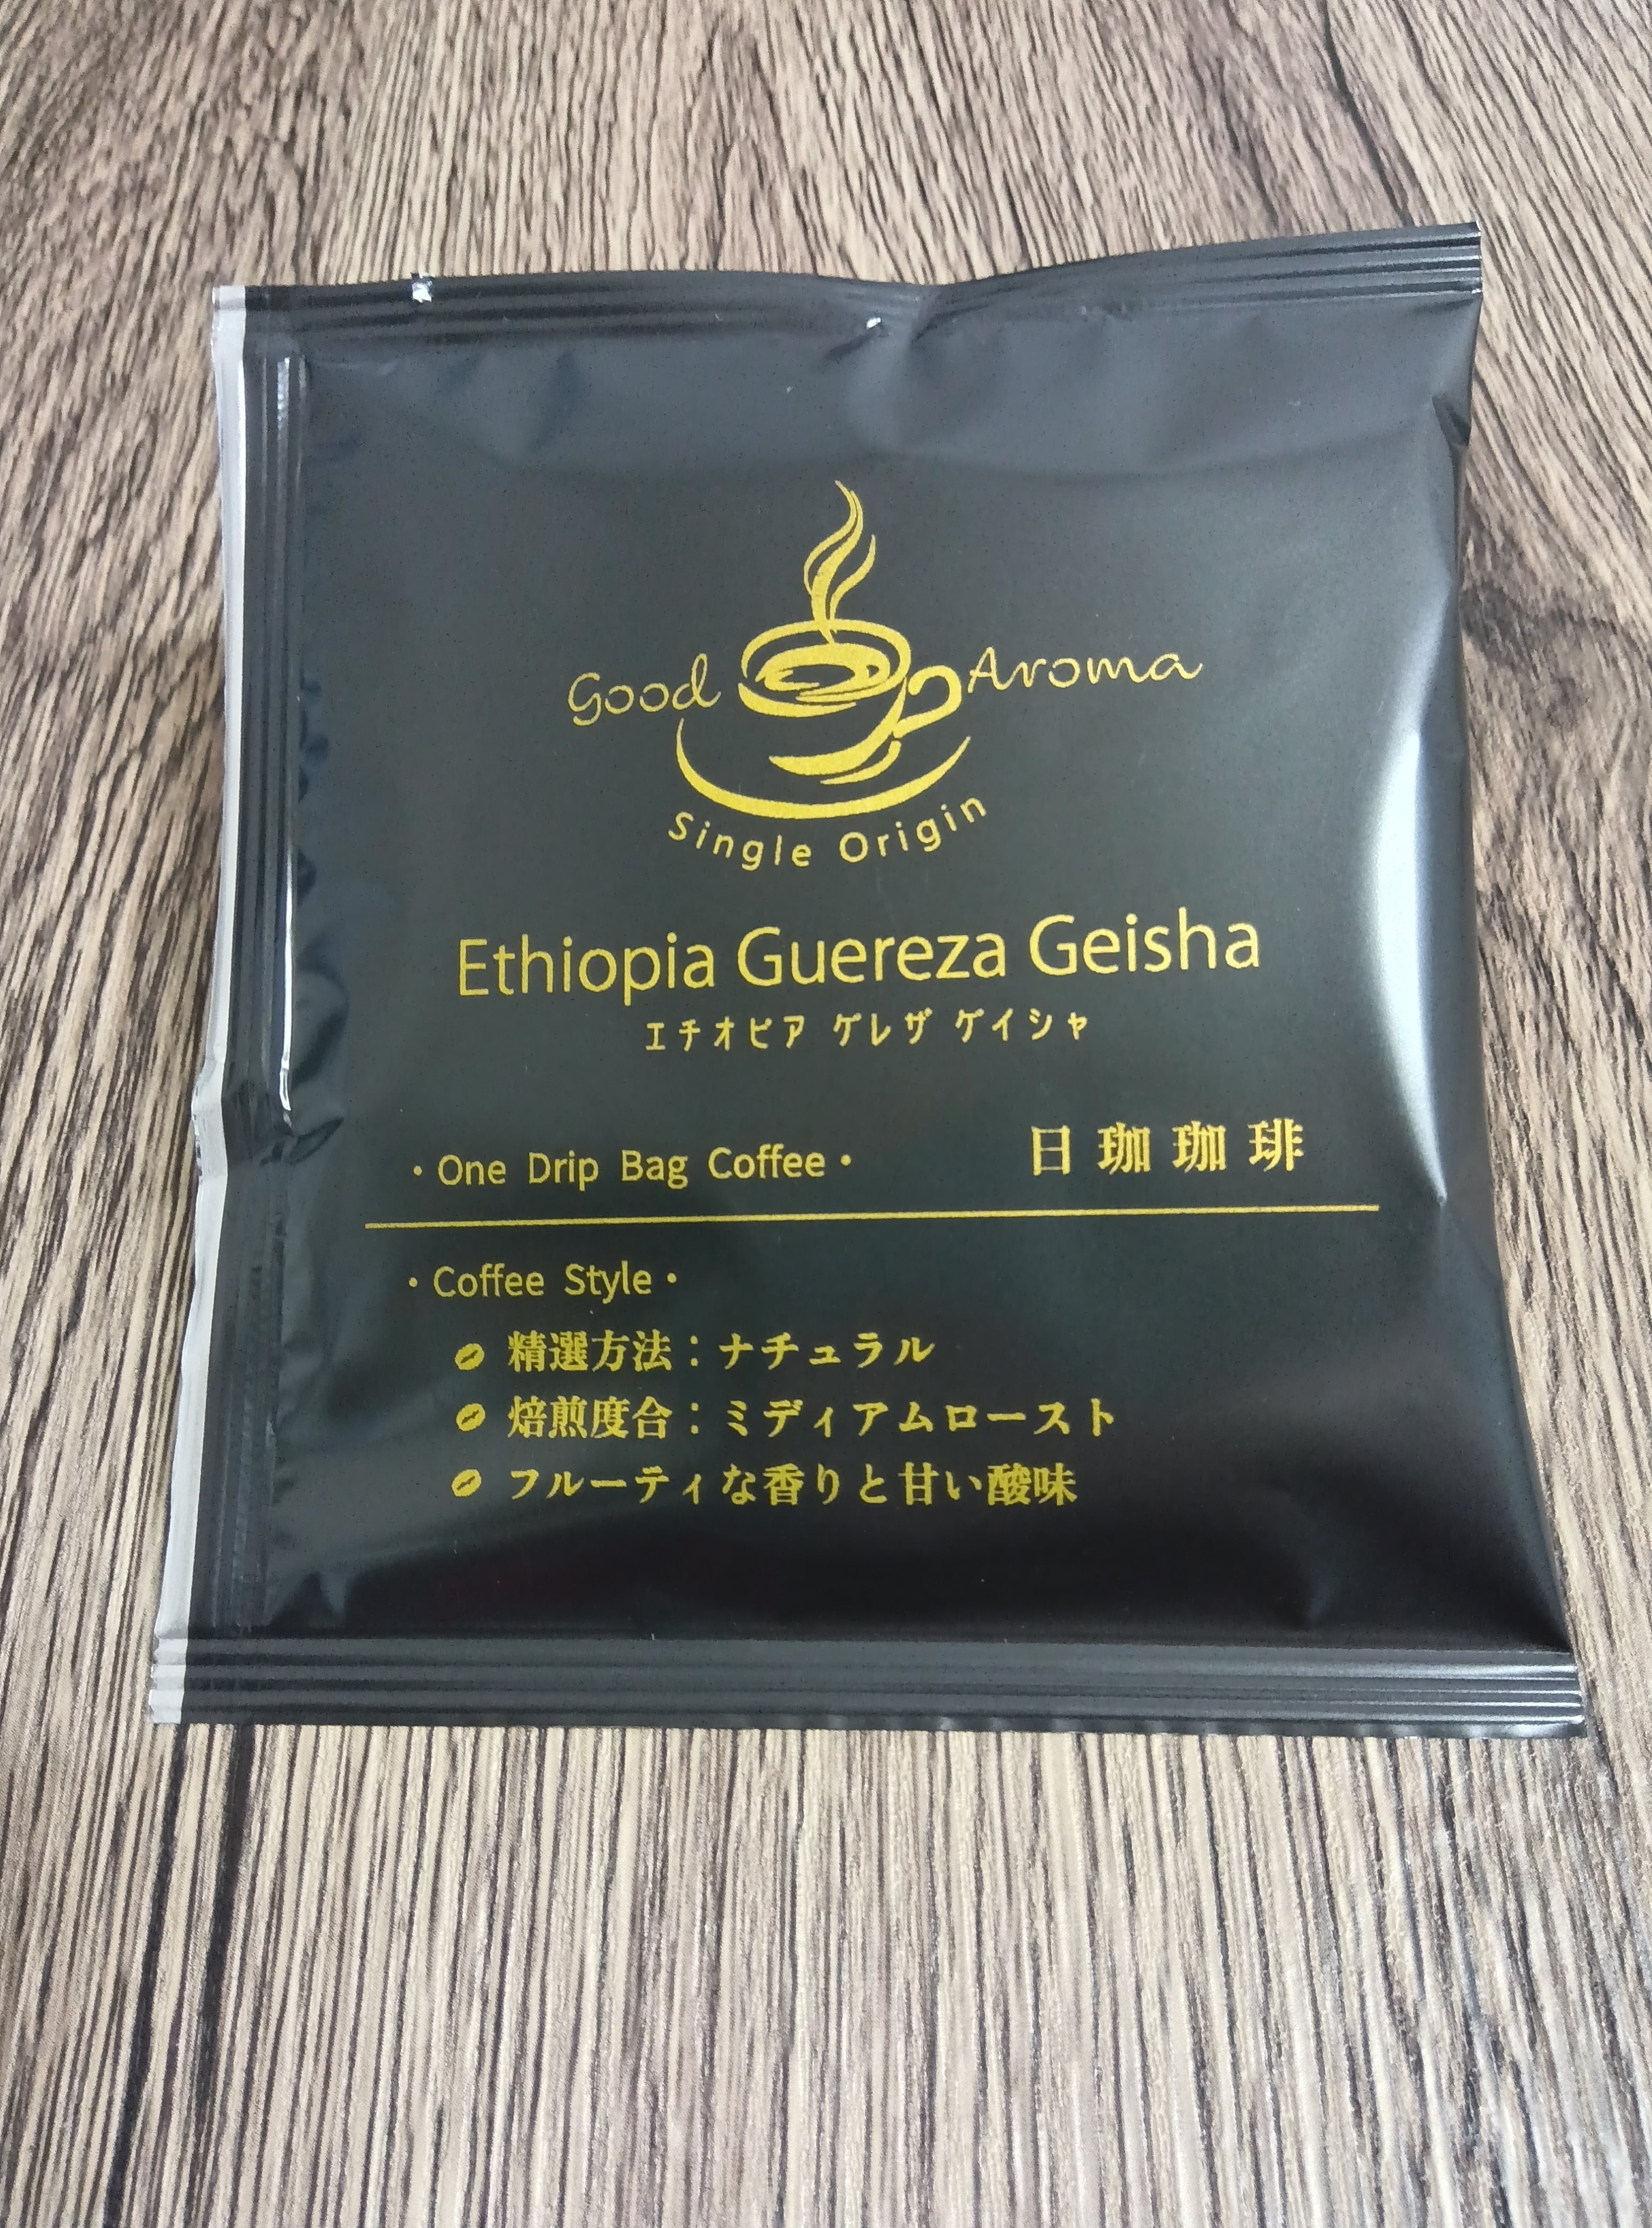 Good Aroma
Single Origin
Ethiopia Guereza Geisha
エチオピア ゲレザ ゲイシャ
・One Drip Bag Coffee・ 日珈珈琲
・Coffee Style・
精選方法：ナチュラル
焙煎度合：ミディアムロースト
フルーティな香りと甘い酸味